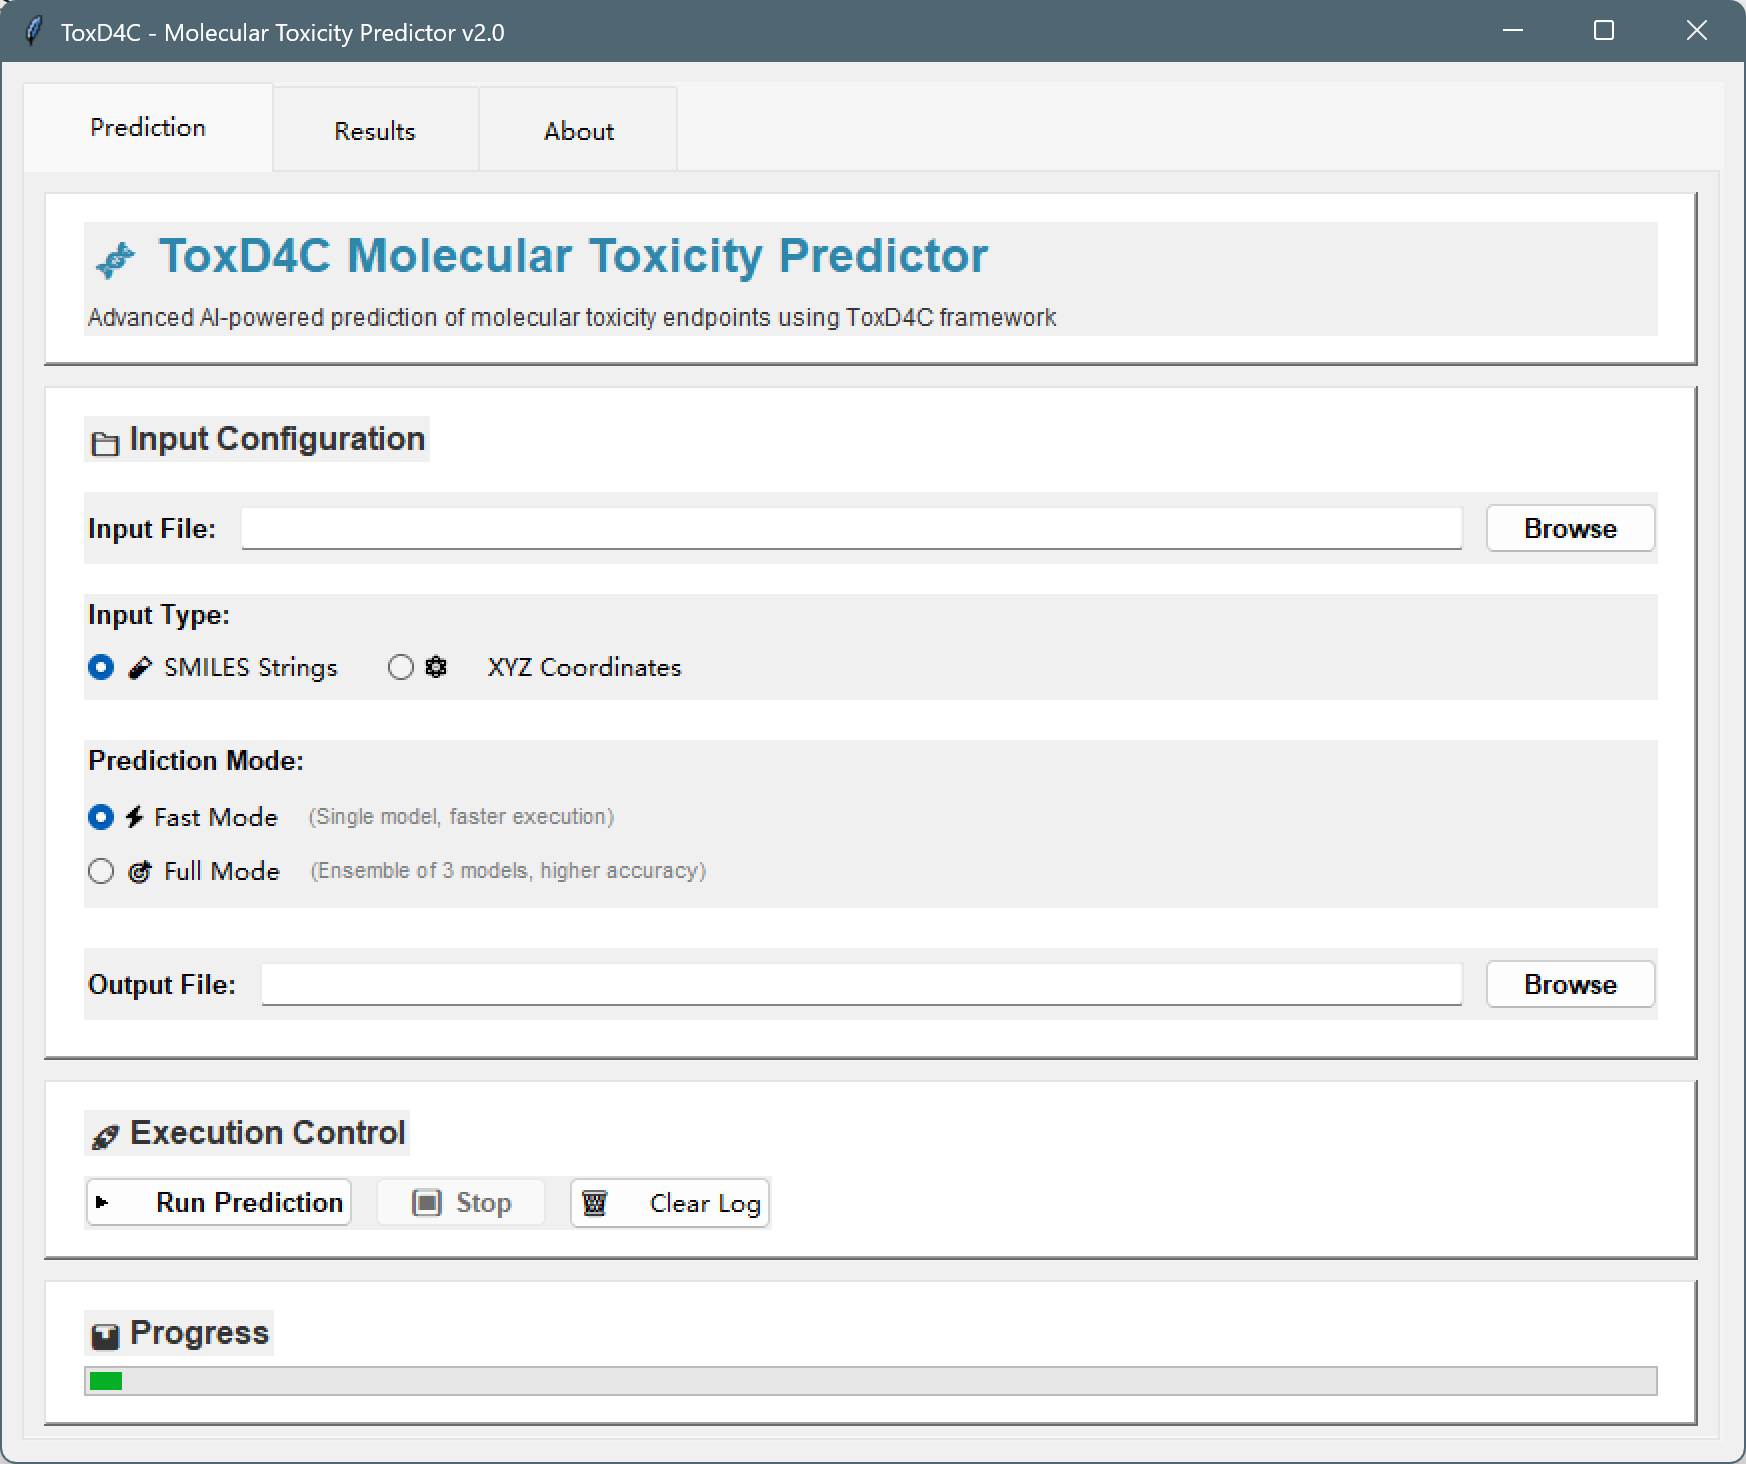 ToxD4C - Molecular Toxicity Predictor v2.0
Prediction Results About
ToxD4C Molecular Toxicity Predictor
Advanced AI-powered prediction of molecular toxicity endpoints using ToxD4C framework
Input Configuration
Input File: Browse
Input Type:
SMILES Strings XYZ Coordinates
Prediction Mode:
Fast Mode (Single model, faster execution)
Full Mode (Ensemble of 3 models, higher accuracy)
Output File: Browse
Execution Control
Run Prediction Stop Clear Log
Progress